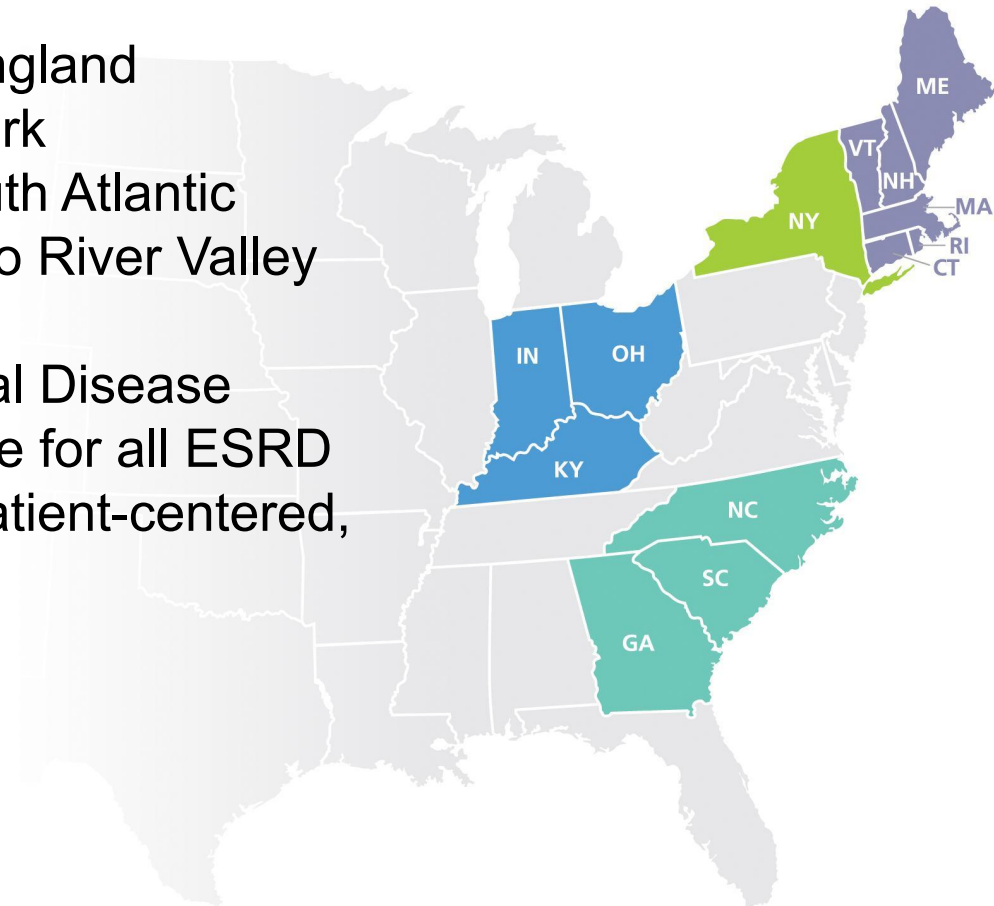 ngland
rk
uth Atlantic
o River Valley
al Disease
e for all ESRD
atient-centered,
ME
VT
NH
MA
NY
RI
CT
IN
OH
KY
NC
SC
GA